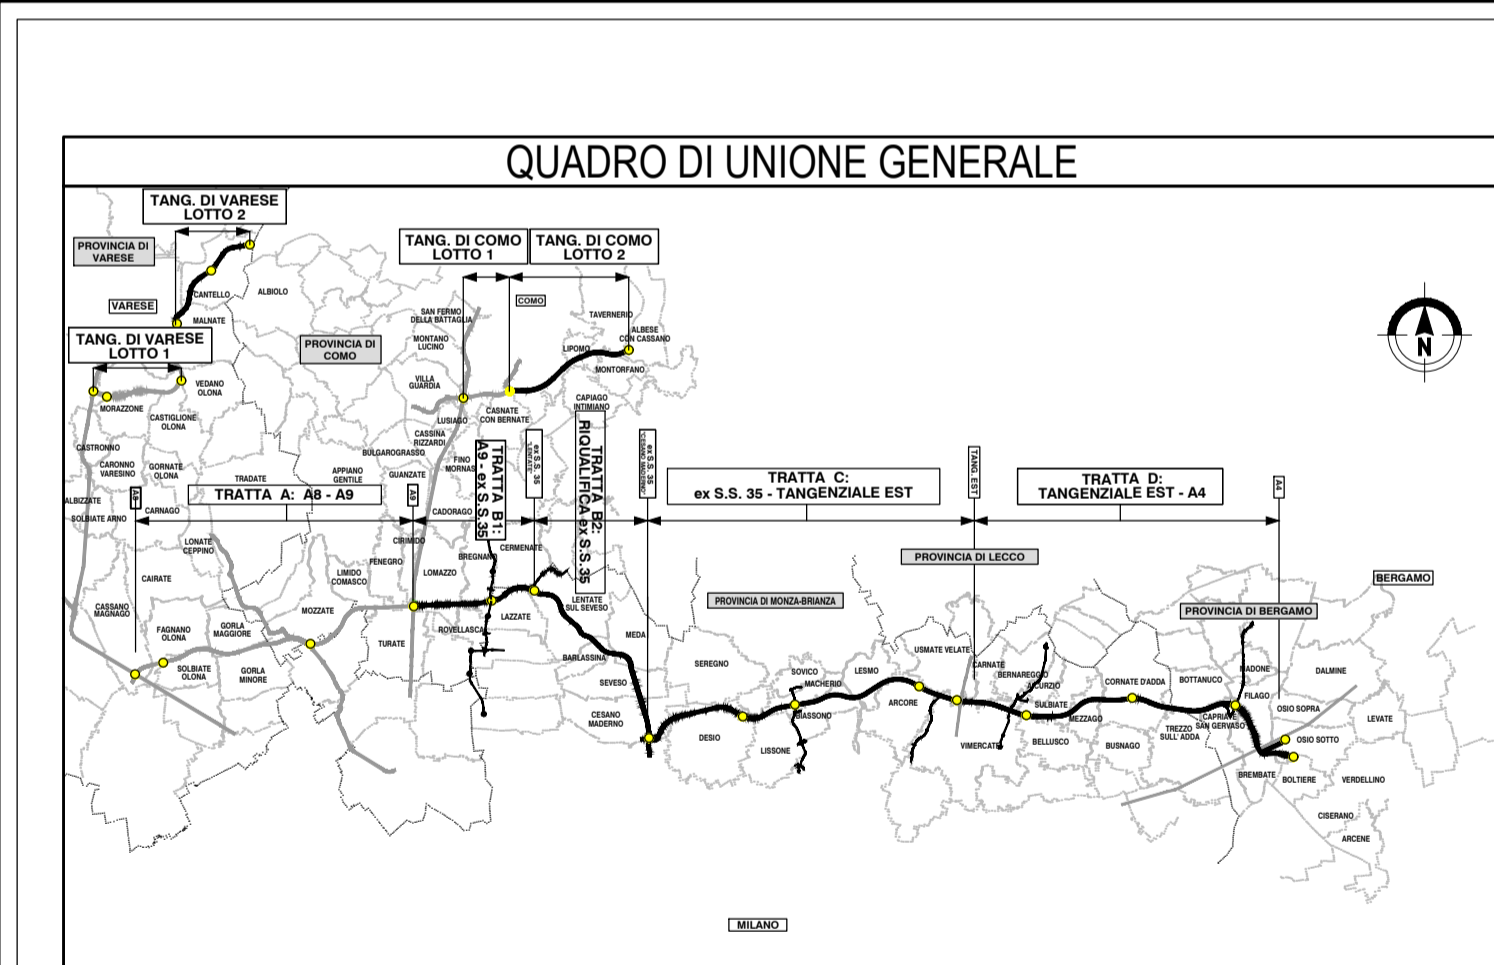 QUADRO DI UNIONE GENERALE
TANG. DI VARESE
LOTTO 2
PROVINCIA DI
VARESE
TANG. DI COMO
LOTTO 1
TANG. DI COMO
LOTTO 2
CANTELLO
ALBIOLO
VARESE
MALNATE
COMO
SAN FERMO
DELLA BATTAGLIA
TAVERNERIO
ALBESE
CON CASSANO
TANG. DI VARESE
LOTTO 1
PROVINCIA DI
COMO
MONTANO
LUCINO
LIPOMO
MONTORFANO
N
VEDANO
OLONA
VILLA
GUARDIA
MORAZZONE
CASTIGLIONE
OLONA
LUSIAGO
CASNATE
CON BERNATE
CAPIAGO
INTIMIANO
CASTRONNO
CASSINA
RIZZARDI
BULGAROGRASSO
CARONNO
VARESINO
GORNATE
OLONA
TRADATE
APPIANO
GENTILE
GUANZATE
FINO
MORNAS
TRATTA B1:
A9 - ex S.S.35
ex S.S. 35
"LENTATE"
TRATTA B2:
RIQUALIFICA ex S.S.35
ex S.S. 35
"CESANO MADERNO"
TRATTA C:
ex S.S. 35 - TANGENZIALE EST
TANG. EST
TRATTA D:
TANGENZIALE EST - A4
A4
ALBIZZATE
A8
TRATTA A: A8 - A9
A9
SOLBIATE ARNO
CARNAGO
CADORAGO
LONATE
CEPPINO
CIRIMIDO
CERMENATE
BREGNANO
FENEGRO
LIMIDO
COMASCO
LOMAZZO
CAIRATE
PROVINCIA DI LECCO
BERGAMO
CASSANO
MAGNAGO
MOZZATE
LAZZATE
LENTATE
SUL SEVESO
PROVINCIA DI MONZA-BRIANZA
PROVINCIA DI BERGAMO
FAGNANO
OLONA
GORLA
MAGGIORE
ROVELLASCA
TURATE
MEDA
SOLBIATE
OLONA
GORLA
MINORE
BARLASSINA
SEVESO
SEREGNO
SOVICO
MACHERIO
LESMO
USMATE VELATE
CARNATE
BERNAREGGIO
AICURZIO
CORNATE D'ADDA
BOTTANUCO
MADONE
DALMINE
CESANO
MADERNO
DESIO
BIASSONO
LISSONE
ARCORE
VIMERCATE
SULBIATE
MEZZAGO
BELLUSCO
BUSNAGO
TREZZO
SULL' ADDA
FILAGO
CAPRIATE
SAN GERVASO
OSIO SOPRA
LEVATE
OSIO SOTTO
BREMBATE
BOLTIERE
VERDELLINO
CISERANO
ARCENE
MILANO